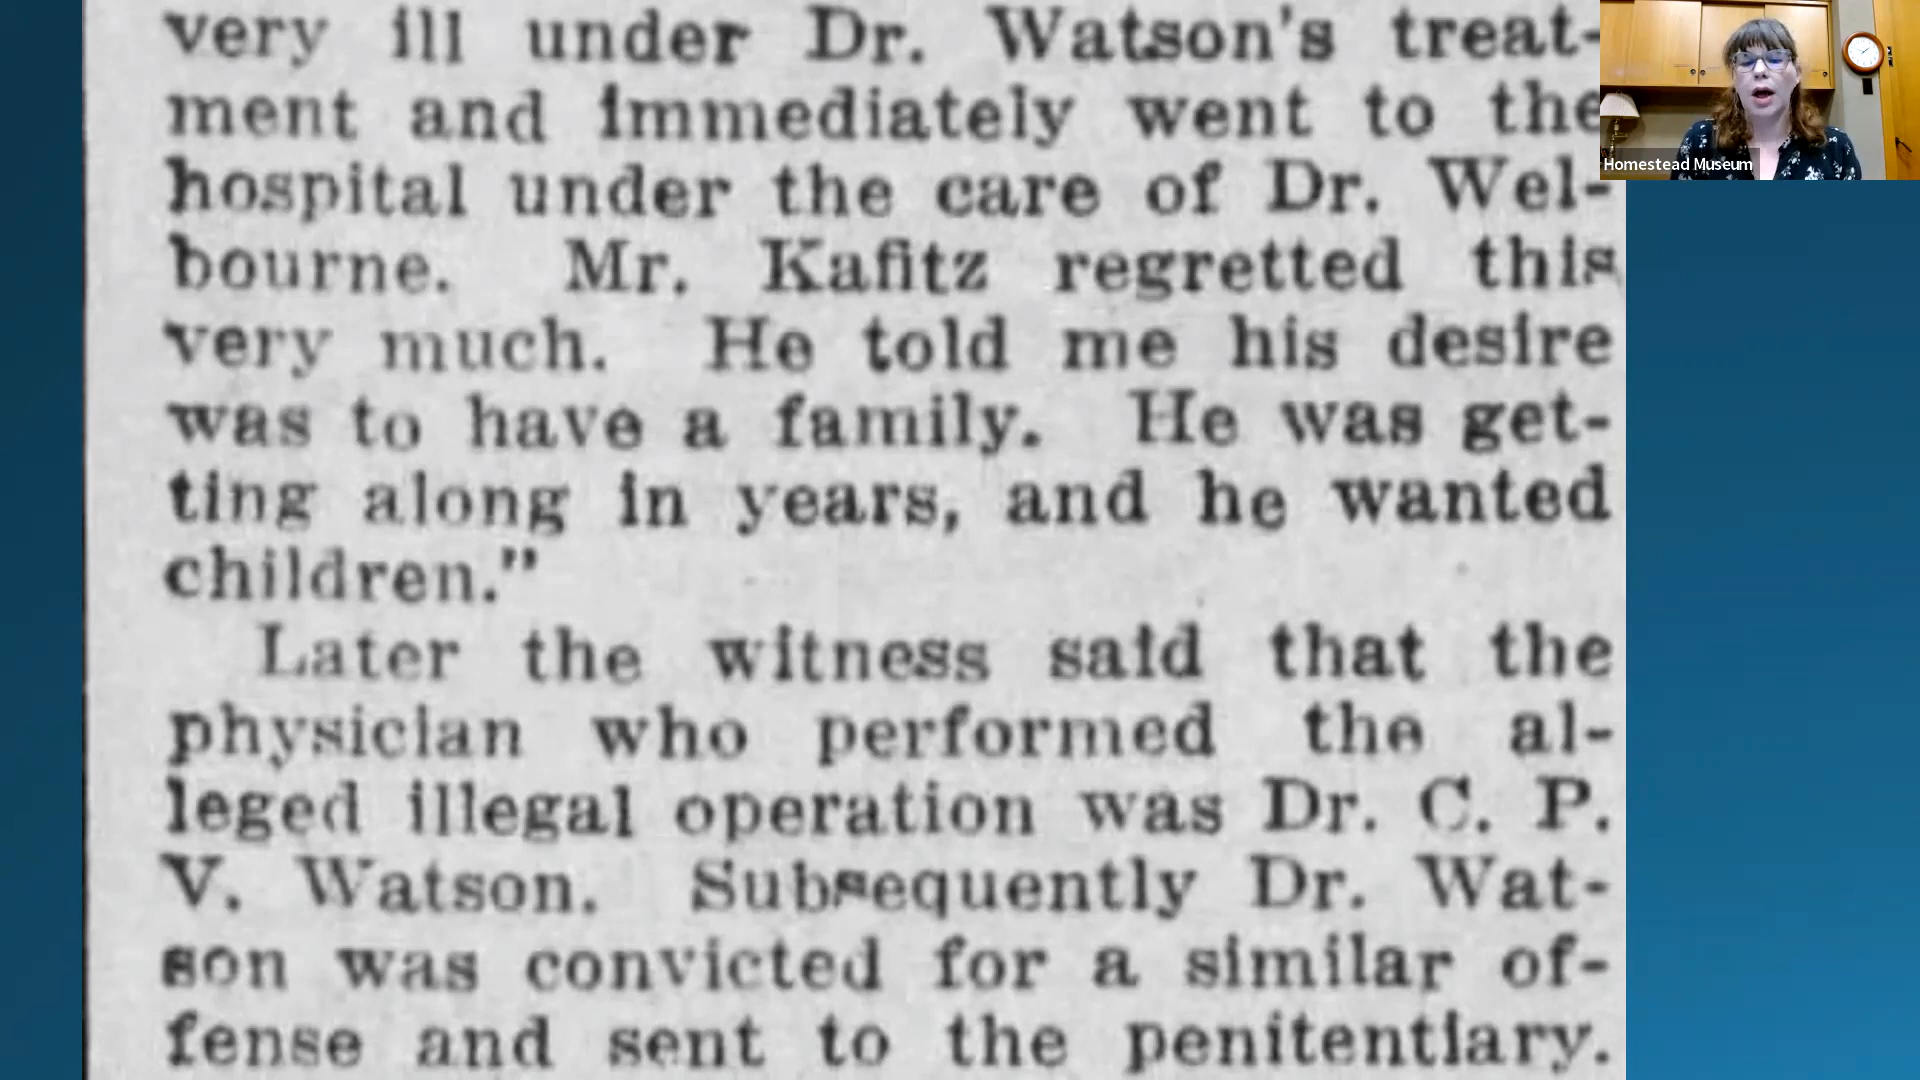 very ill under Dr. Watson's treat-
ment and immediately went to the
hospital under the care of Dr. Wel-
bourne. Mr. Kafitz regretted this
very much. He told me his desire
was to have a family. He was get-
ting along in years, and he wanted
children."
Later the witness said that the
physician who performed the al-
leged illegal operation was Dr. C. P.
V. Watson. Subsequently Dr. Wat-
son was convicted for a similar of-
fense and sent to the penitentiary.
Homestead Museum